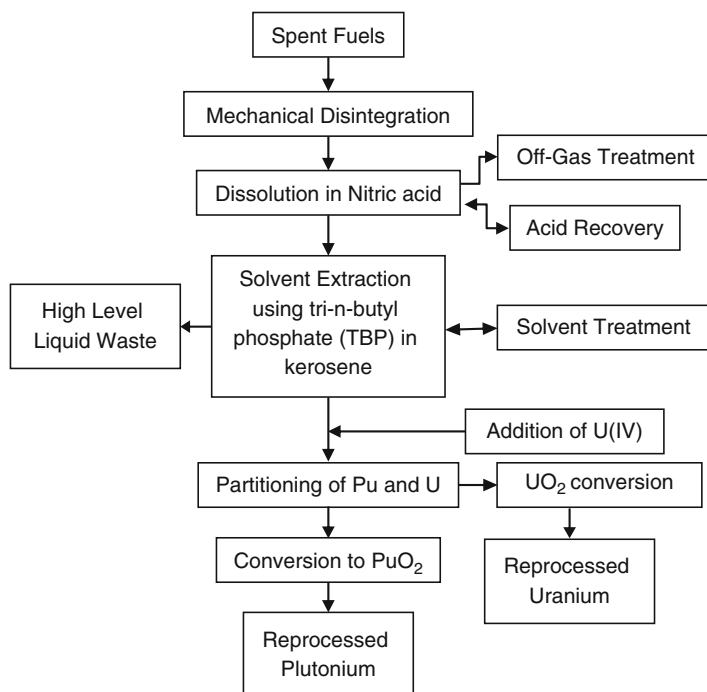 Spent Fuels
Mechanical Disintegration
Off-Gas Treatment
Dissolution in Nitric acid
Acid Recovery
Solvent Extraction
using tri-n-butyl
phosphate (TBP) in
kerosene
High Level
Liquid Waste
Solvent Treatment
Addition of U(IV)
Partitioning of Pu and U
UO₂ conversion
Conversion to PuO₂
Reprocessed
Uranium
Reprocessed
Plutonium